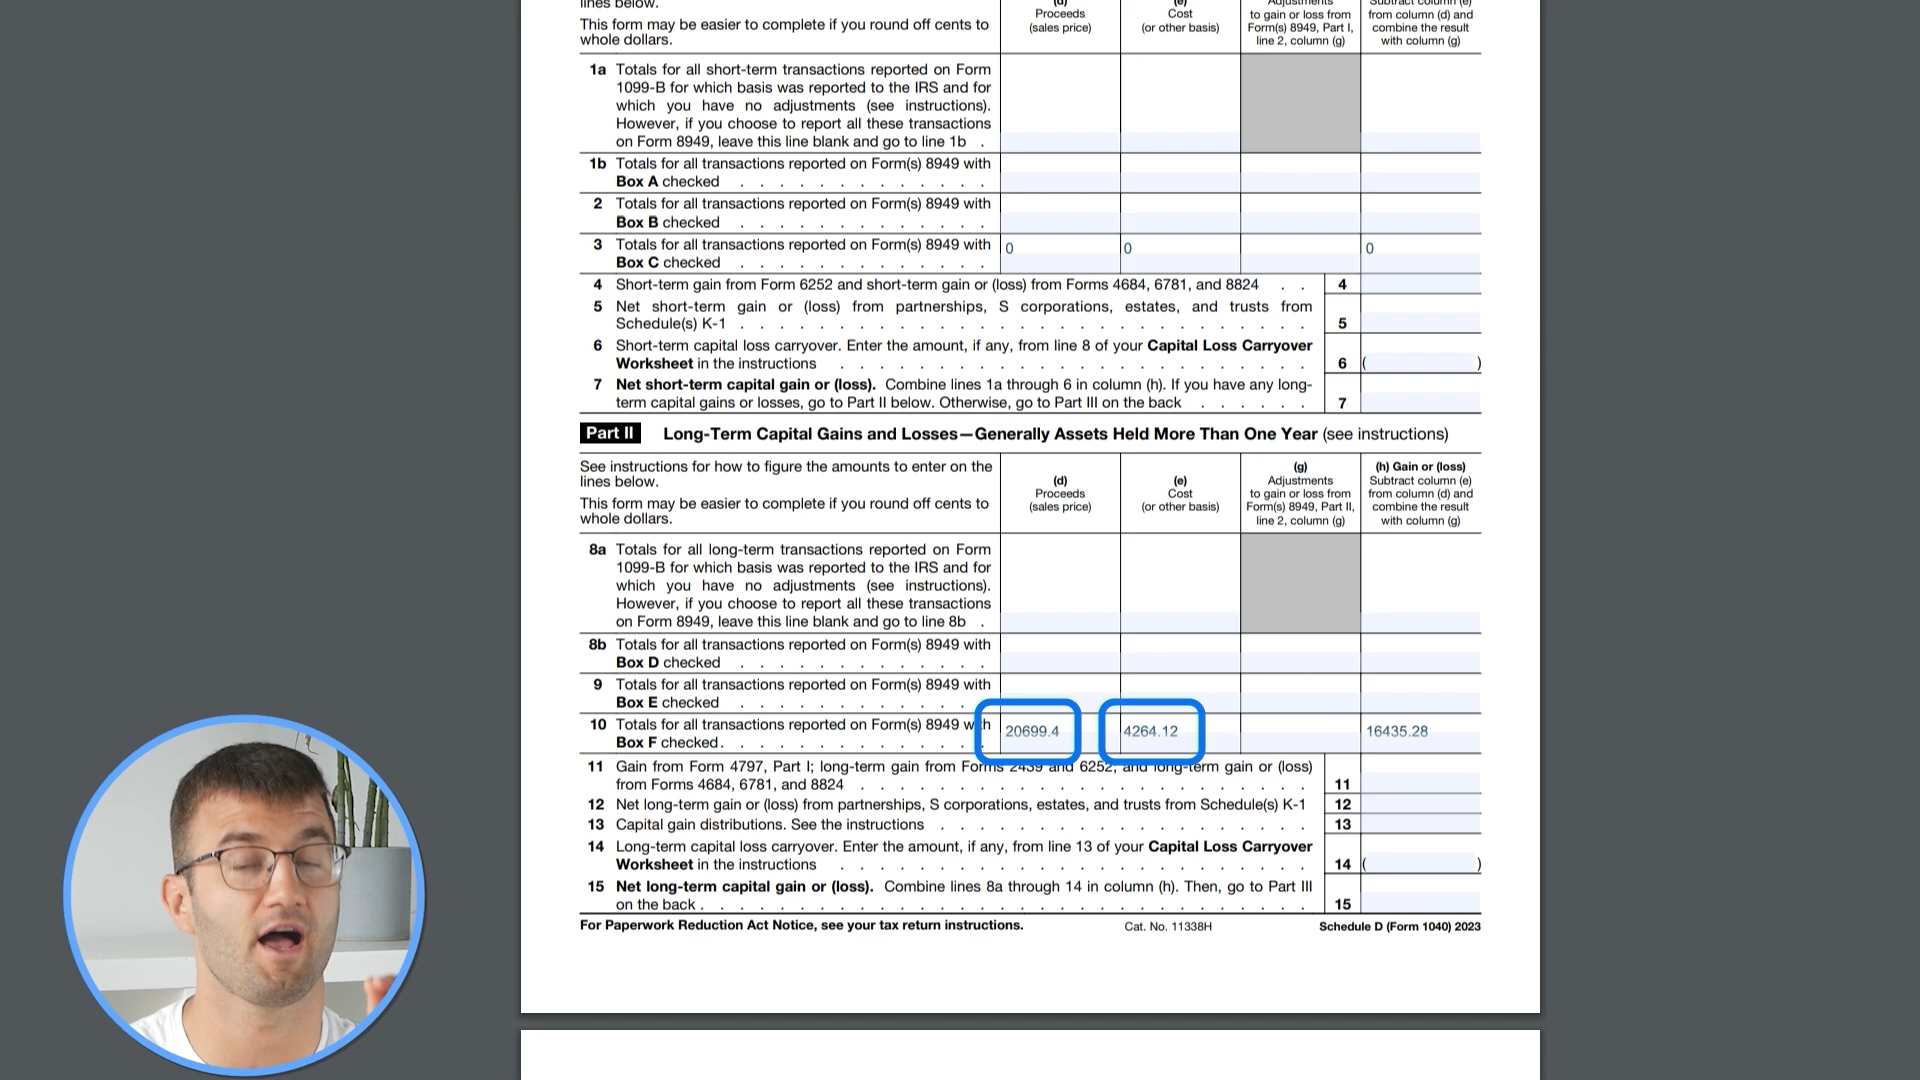 lines below.
This form may be easier to complete if you round off cents to
whole dollars.
(d)
Proceeds
(sales price)
(e)
Cost
(or other basis)
Adjustments
to gain or loss from
Form(s) 8949, Part I,
line 2, column (g)
Subtract column (e)
from column (d) and
combine the result
with column (g)
1a Totals for all short-term transactions reported on Form
1099-B for which basis was reported to the IRS and for
which you have no adjustments (see instructions).
However, if you choose to report all these transactions
on Form 8949, leave this line blank and go to line 1b .
1b Totals for all transactions reported on Form(s) 8949 with
Box A checked . . . . . . . . . . . . .
2 Totals for all transactions reported on Form(s) 8949 with
Box B checked . . . . . . . . . . . . .
3 Totals for all transactions reported on Form(s) 8949 with 0 0 0
Box C checked . . . . . . . . . . . . .
4 Short-term gain from Form 6252 and short-term gain or (loss) from Forms 4684, 6781, and 8824 . . 4
5 Net short-term gain or (loss) from partnerships, S corporations, estates, and trusts from
Schedule(s) K-1 . . . . . . . . . . . . . . . . . . . . . . . . . . . . . 5
6 Short-term capital loss carryover. Enter the amount, if any, from line 8 of your Capital Loss Carryover
Worksheet in the instructions . . . . . . . . . . . . . . . . . . . . . . . . 6 ( )
7 Net short-term capital gain or (loss). Combine lines 1a through 6 in column (h). If you have any long-
term capital gains or losses, go to Part II below. Otherwise, go to Part III on the back . . . . . . 7
Part II Long-Term Capital Gains and Losses—Generally Assets Held More Than One Year (see instructions)
See instructions for how to figure the amounts to enter on the
lines below.
This form may be easier to complete if you round off cents to
whole dollars.
(d)
Proceeds
(sales price)
(e)
Cost
(or other basis)
(g)
Adjustments
to gain or loss from
Form(s) 8949, Part II,
line 2, column (g)
(h) Gain or (loss)
Subtract column (e)
from column (d) and
combine the result
with column (g)
8a Totals for all long-term transactions reported on Form
1099-B for which basis was reported to the IRS and for
which you have no adjustments (see instructions).
However, if you choose to report all these transactions
on Form 8949, leave this line blank and go to line 8b .
8b Totals for all transactions reported on Form(s) 8949 with
Box D checked . . . . . . . . . . . . .
9 Totals for all transactions reported on Form(s) 8949 with
Box E checked . . . . . . . . . . . .
10 Totals for all transactions reported on Form(s) 8949 with 20699.4 4264.12 16435.28
Box F checked. . . . . . . . . . . . . .
11 Gain from Form 4797, Part I; long-term gain from Forms 2439 and 6252; and long-term gain or (loss)
from Forms 4684, 6781, and 8824 . . . . . . . . . . . . . . . . . . . . . . . 11
12 Net long-term gain or (loss) from partnerships, S corporations, estates, and trusts from Schedule(s) K-1 12
13 Capital gain distributions. See the instructions . . . . . . . . . . . . . . . . . . . 13
14 Long-term capital loss carryover. Enter the amount, if any, from line 13 of your Capital Loss Carryover
Worksheet in the instructions . . . . . . . . . . . . . . . . . . . . . . . . 14 ( )
15 Net long-term capital gain or (loss). Combine lines 8a through 14 in column (h). Then, go to Part III
on the back . . . . . . . . . . . . . . . . . . . . . . . . . . . . . . . 15
For Paperwork Reduction Act Notice, see your tax return instructions. Cat. No. 11338H Schedule D (Form 1040) 2023